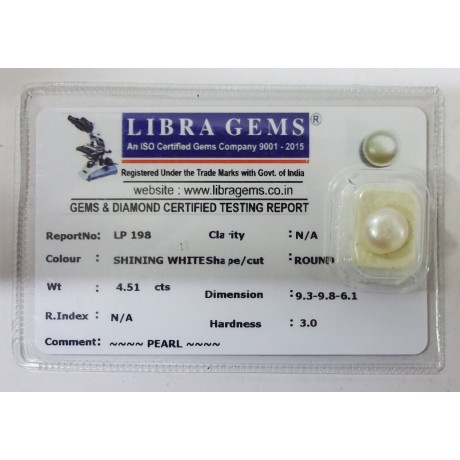 LIBRA GEMS®
An ISO Certified Gems Company 9001 - 2015
Registered Under the Trade Marks with Govt. of India
website : www.libragems.co.in
GEMS & DIAMOND CERTIFIED TESTING REPORT
ReportNo: LP 198 Clarity : N/A
Colour : SHINING WHITE Shape/cut : ROUND
Wt : 4.51 cts Dimension : 9.3-9.8-6.1
R.Index : N/A Hardness : 3.0
Comment: ~~~~ PEARL ~~~~